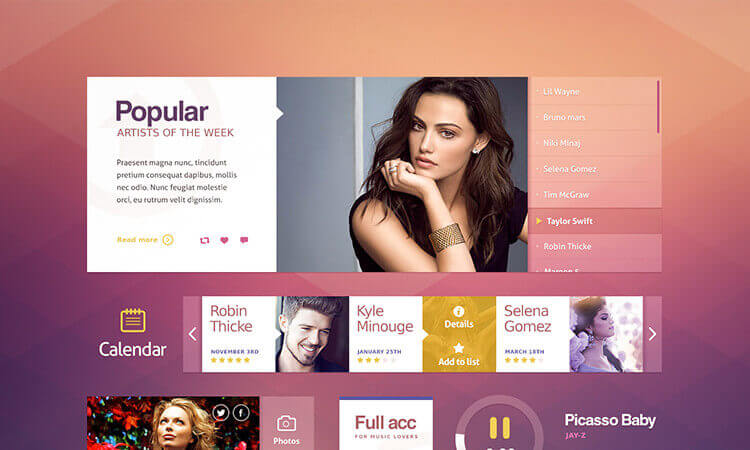 Popular
ARTISTS OF THE WEEK
Praesent magna nunc, tincidunt
pretium consequat dapibus, mollis
nec odio. Nunc feugiat molestie
orci, eu rutrum velit dignissim.
Read more
Lil Wayne
Bruno mars
Niki Minaj
Selena Gomez
Tim McGraw
Taylor Swift
Robin Thicke
Maroon 5
Calendar
Robin
Thicke
NOVEMBER 3RD
Kyle
Minouge
JANUARY 25TH
Details
Add to list
Selena
Gomez
MARCH 18TH
Photos
Full acc
FOR MUSIC LOVERS
Picasso Baby
JAY-Z